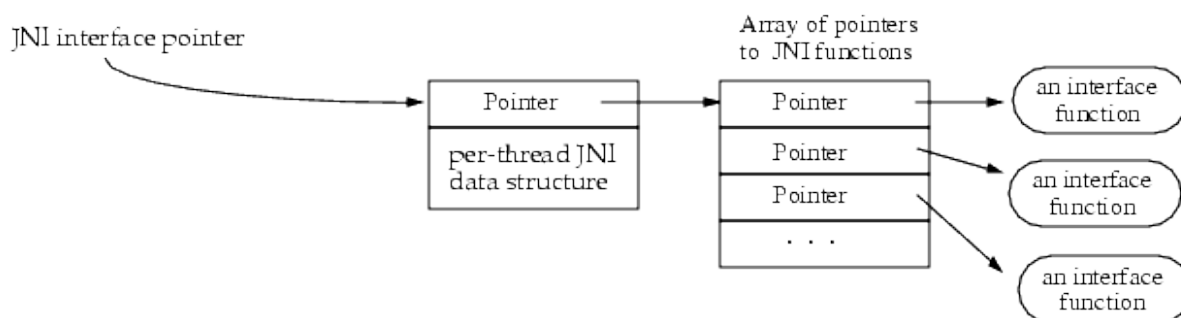 JNI interface pointer
Array of pointers
to JNI functions
Pointer
per-thread JNI
data structure
Pointer
Pointer
Pointer
. . .
an interface
function
an interface
function
an interface
function